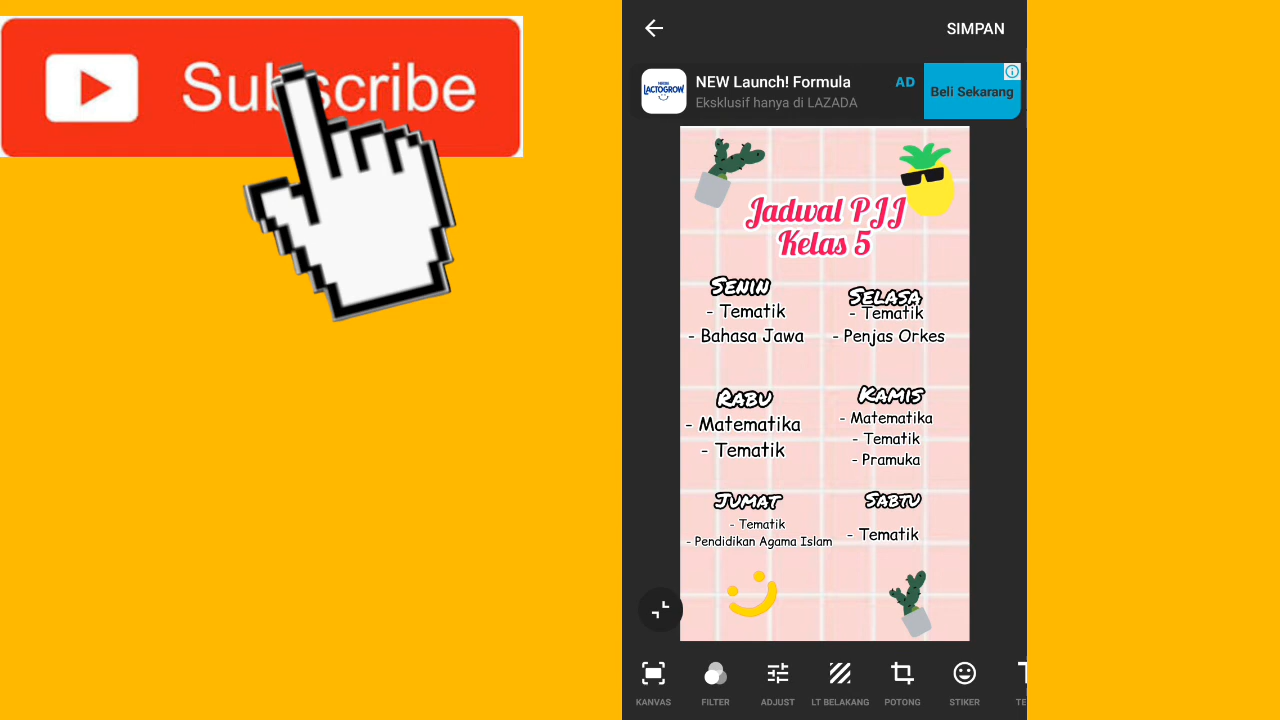 Subscribe
SIMPAN
LACTOGROW
NEW Launch! Formula
AD
Eksklusif hanya di LAZADA
Beli Sekarang
Jadwal PJJ
Kelas 5
Senin
- Tematik
- Bahasa Jawa
Selasa
- Tematik
- Penjas Orkes
Rabu
- Matematika
- Tematik
Kamis
- Matematika
- Tematik
- Pramuka
Jumat
- Tematik
- Pendidikan Agama Islam
Sabtu
- Tematik
KANVAS
FILTER
ADJUST
LT BELAKANG
POTONG
STIKER